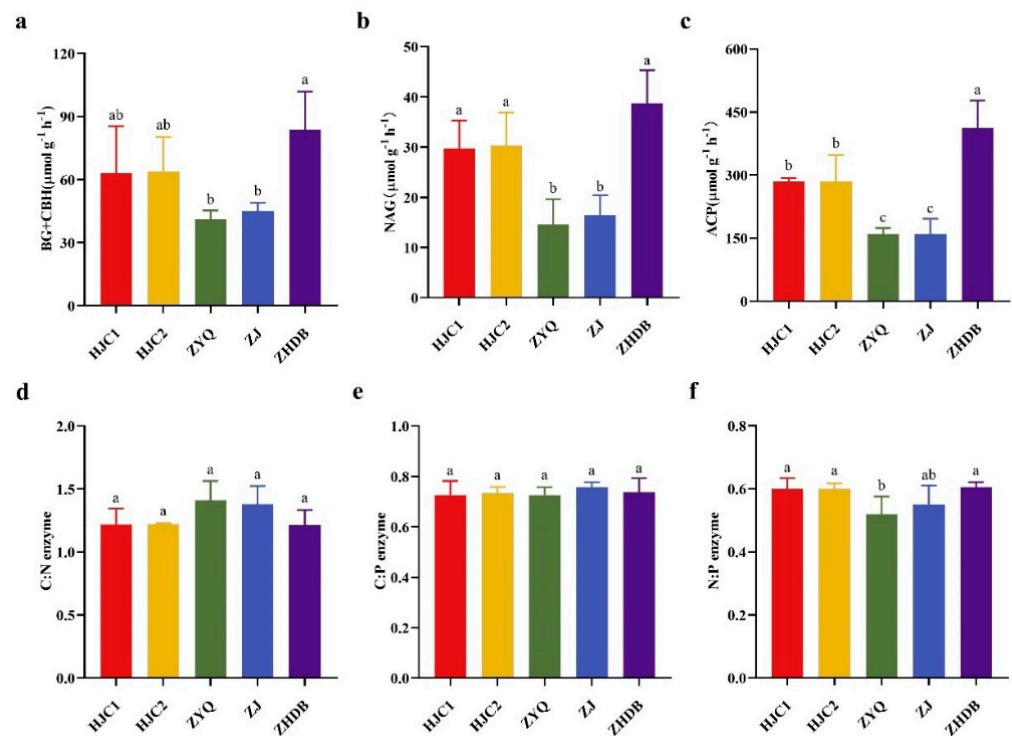 a
BG+CBH(μmol g⁻¹ h⁻¹)
120
90
60
30
0
ab
ab
b
b
a
HJC1
HJC2
ZYQ
ZJ
ZHDB
b
NAG (μmol g⁻¹ h⁻¹)
50
40
30
20
10
0
a
a
b
b
a
HJC1
HJC2
ZYQ
ZJ
ZHDB
c
ACP(μmol g⁻¹ h⁻¹)
600
450
300
150
0
b
b
c
c
a
HJC1
HJC2
ZYQ
ZJ
ZHDB
d
C:N enzyme
2.0
1.5
1.0
0.5
0.0
a
a
a
a
a
HJC1
HJC2
ZYQ
ZJ
ZHDB
e
C:P enzyme
1.0
0.8
0.6
0.4
0.2
0.0
a
a
a
a
a
HJC1
HJC2
ZYQ
ZJ
ZHDB
f
N:P enzyme
0.8
0.6
0.4
0.2
0.0
a
a
b
ab
a
HJC1
HJC2
ZYQ
ZJ
ZHDB